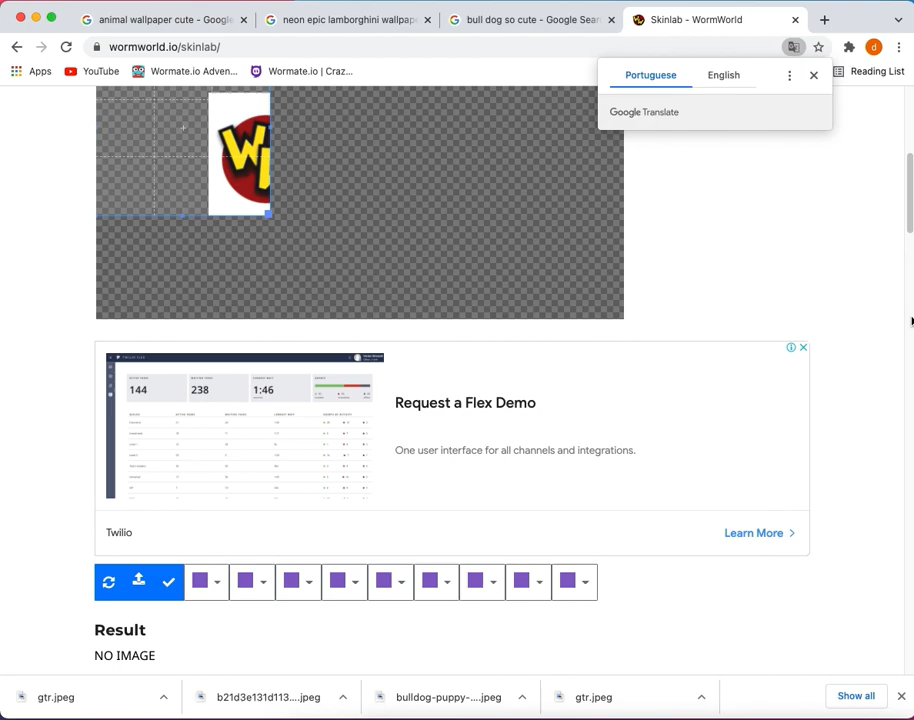 animal wallpaper cute - Google
neon epic lamborghini wallpap
bull dog so cute - Google Sear
Skinlab - WormWorld
wormworld.io/skinlab/
d
Apps
YouTube
Wormate.io Adven...
Wormate.io | Craz...
Reading List
Portuguese
English
Google Translate
W
144
238
1:46
Request a Flex Demo
One user interface for all channels and integrations.
Twilio
Learn More
Result
NO IMAGE
gtr.jpeg
b21d3e131d113....jpeg
bulldog-puppy-....jpeg
gtr.jpeg
Show all